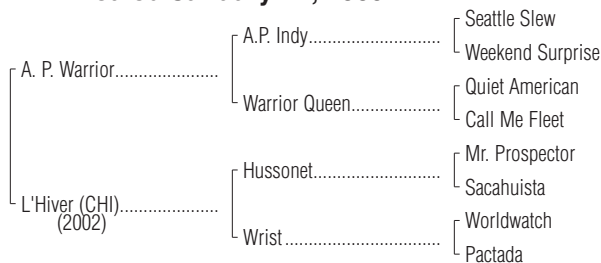 A.P. Indy
Seattle Slew
Weekend Surprise
A. P. Warrior
Warrior Queen
Quiet American
Call Me Fleet
Hussonet
Mr. Prospector
Sacahuista
L'Hiver (CHI)
(2002)
Wrist
Worldwatch
Pactada